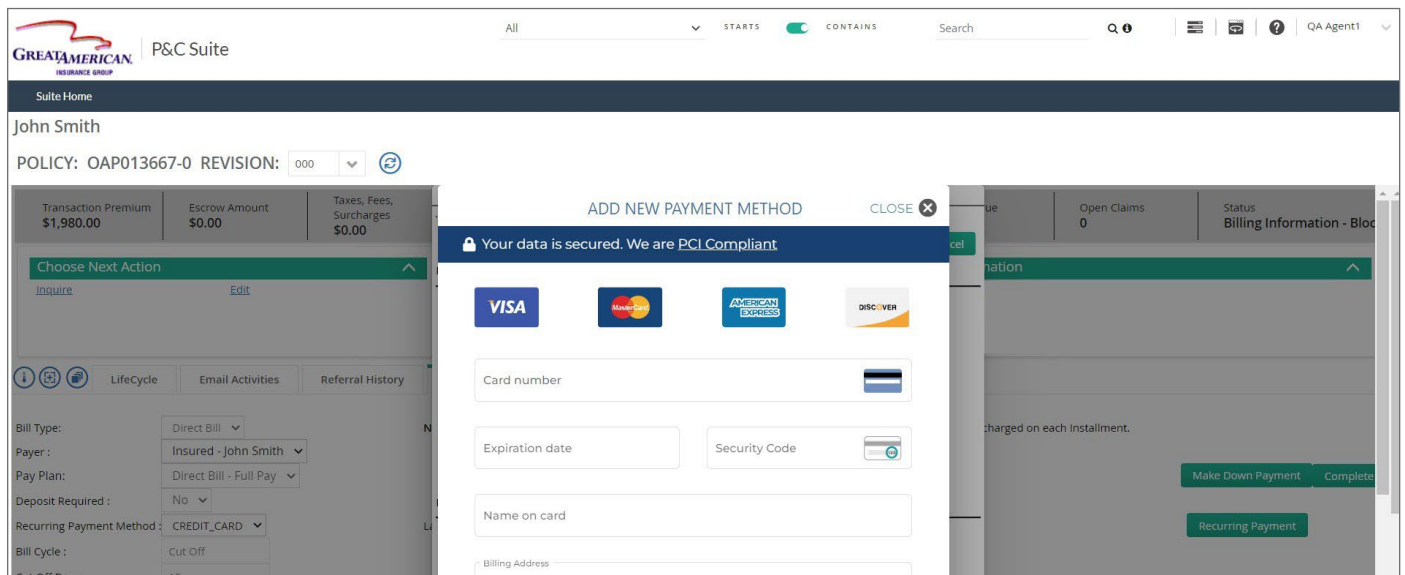 All
STARTS
CONTAINS
Search
QA Agent1
GREATAMERICAN.
INSURANCE GROUP
P&C Suite
Suite Home
John Smith
POLICY: OAP013667-0 REVISION: 000
Transaction Premium
$1,980.00
Escrow Amount
$0.00
Taxes, Fees,
Surcharges
$0.00
ADD NEW PAYMENT METHOD
CLOSE
Open Claims
0
Status
Billing Information - Bloc
Your data is secured. We are PCI Compliant
cel
Choose Next Action
Inquire
Edit
mation
VISA
MasterCard
AMERICAN
EXPRESS
DISCOVER
LifeCycle
Email Activities
Referral History
Card number
Expiration date
Security Code
Name on card
Billing Address
Bill Type: Direct Bill
charged on each Installment.
Payer : Insured - John Smith
Pay Plan: Direct Bill - Full Pay
Make Down Payment
Complete
Deposit Required : No
Recurring Payment Method : CREDIT_CARD
Recurring Payment
Bill Cycle : Cut Off